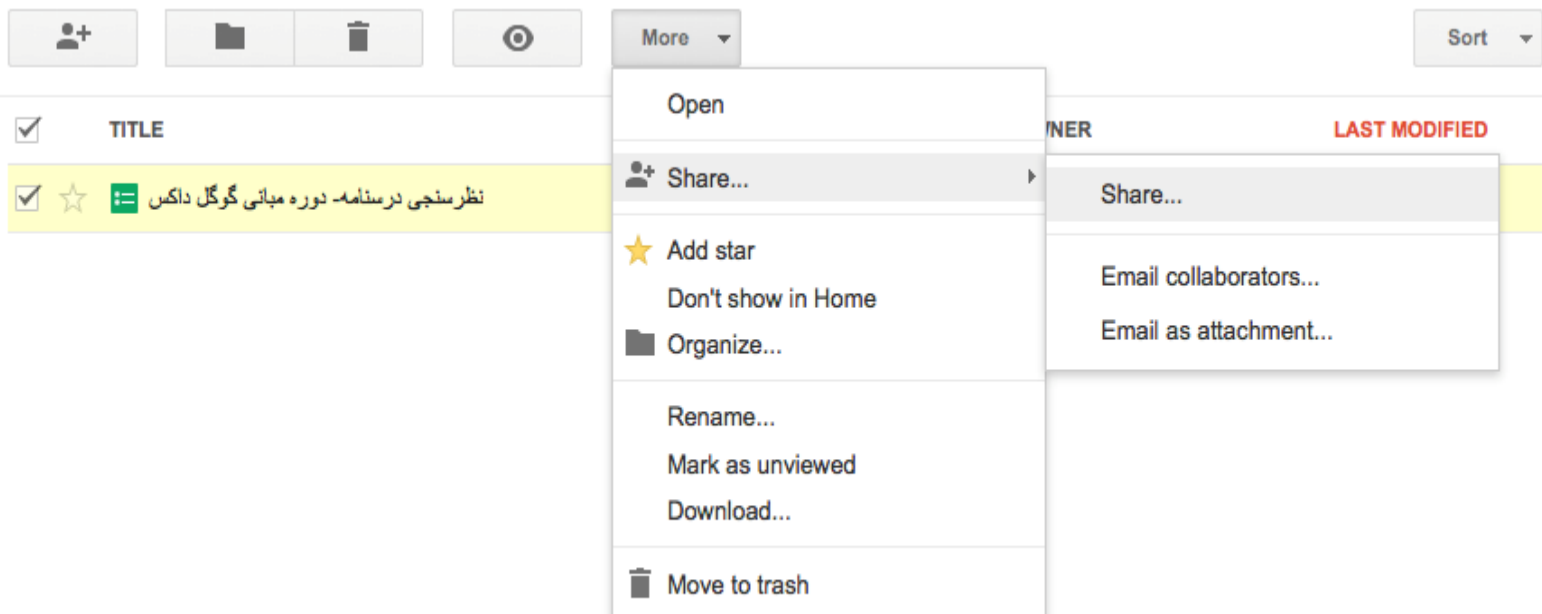 More
Sort
Open
TITLE
LAST MODIFIED
Share...
Share...
نظرسنجی درسنامه- دوره مبانی گوگل داکس
Add star
Email collaborators...
Don't show in Home
Email as attachment...
Organize...
Rename...
Mark as unviewed
Download...
Move to trash